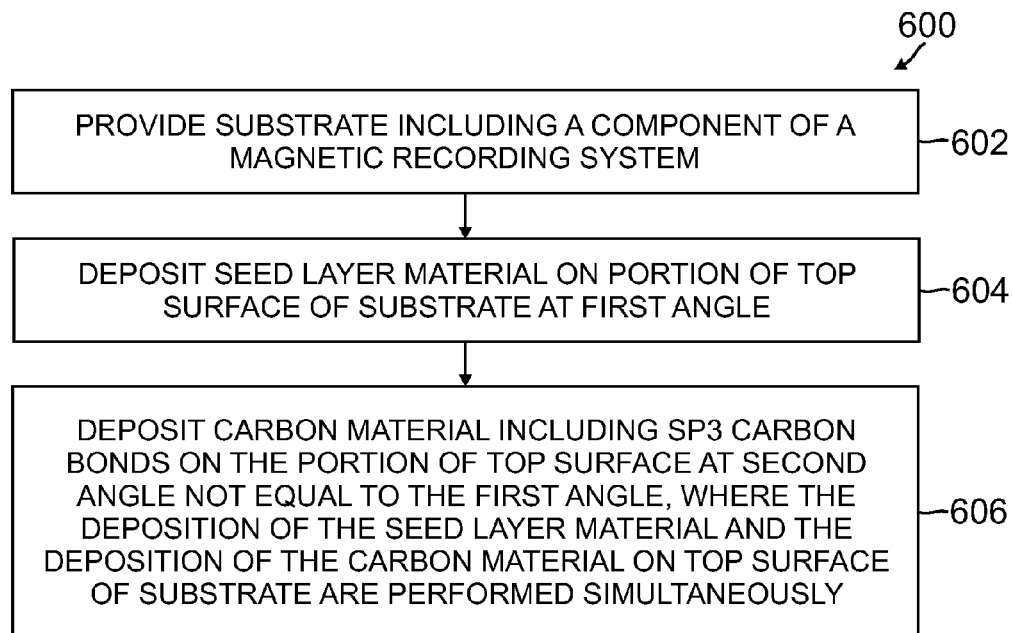 600
PROVIDE SUBSTRATE INCLUDING A COMPONENT OF A
MAGNETIC RECORDING SYSTEM
602
DEPOSIT SEED LAYER MATERIAL ON PORTION OF TOP
SURFACE OF SUBSTRATE AT FIRST ANGLE
604
DEPOSIT CARBON MATERIAL INCLUDING SP3 CARBON
BONDS ON THE PORTION OF TOP SURFACE AT SECOND
ANGLE NOT EQUAL TO THE FIRST ANGLE, WHERE THE
DEPOSITION OF THE SEED LAYER MATERIAL AND THE
DEPOSITION OF THE CARBON MATERIAL ON TOP SURFACE
OF SUBSTRATE ARE PERFORMED SIMULTANEOUSLY
606